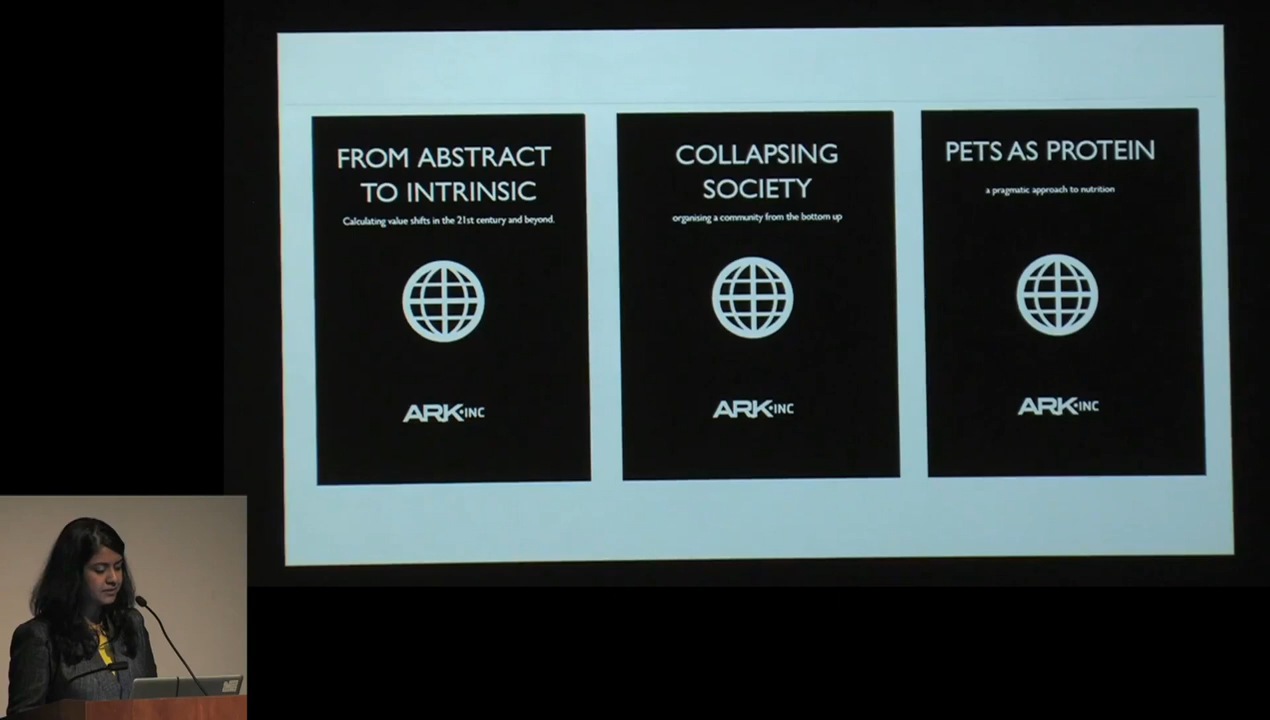 FROM ABSTRACT
TO INTRINSIC
Calculating value shifts in the 21st century and beyond.
ARK·INC
COLLAPSING
SOCIETY
organising a community from the bottom up
ARK·INC
PETS AS PROTEIN
a pragmatic approach to nutrition
ARK·INC